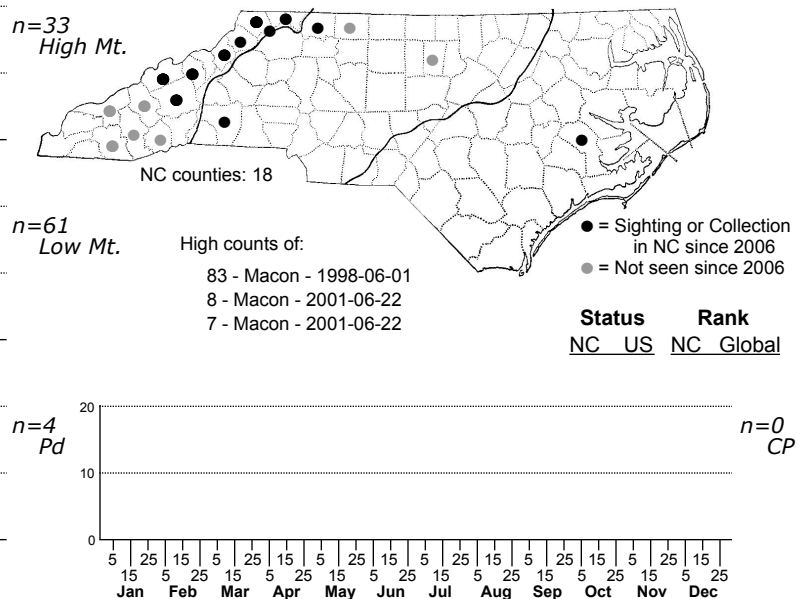 n=33
High Mt.
NC counties: 18
n=61
Low Mt.
High counts of:
83 - Macon - 1998-06-01
8 - Macon - 2001-06-22
7 - Macon - 2001-06-22
● = Sighting or Collection
in NC since 2006
● = Not seen since 2006
Status Rank
NC US NC Global
n=4
Pd
n=0
CP
20
10
0
5 25 15 5 25 15 5 25 15 5 25 15 5 25 15 5 25 15
15 5 25 15 5 25 15 5 25 15 5 25 15 5 25 15 5 25
Jan Feb Mar Apr May Jun Jul Aug Sep Oct Nov Dec